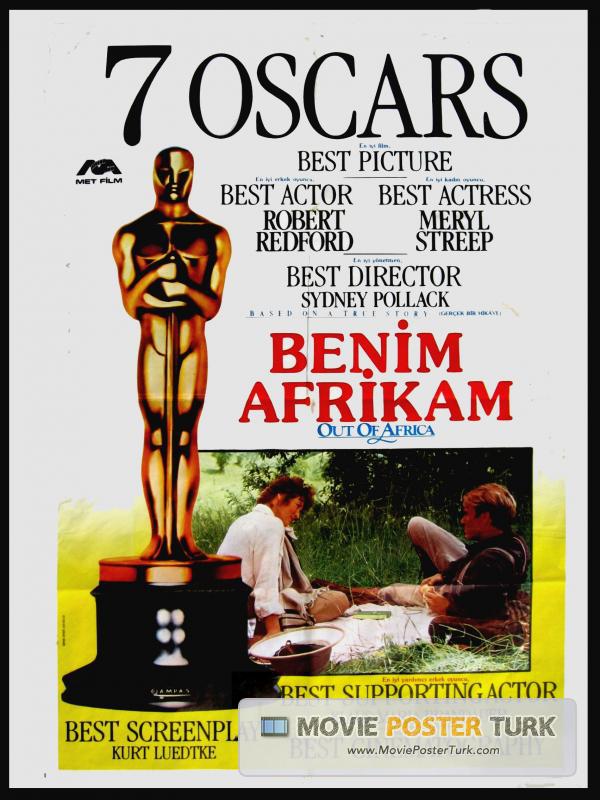 7 OSCARS
En iyi film,
BEST PICTURE
MET FİLM
En iyi erkek oyuncu,
BEST ACTOR
ROBERT
REDFORD
En iyi kadın oyuncu,
BEST ACTRESS
MERYL
STREEP
En iyi yönetmen,
BEST DIRECTOR
SYDNEY POLLACK
BASED ON A TRUE STORY (GERÇEK BİR HİKAYE)
BENİM
AFRİKAM
OUT OF AFRICA
AJAMPAS
En iyi yardımcı erkek oyuncu,
BEST SUPPORTING ACTOR
BEST SCREENPLAY
KURT LUEDTKE
BEST CINEMATOGRAPHY
MOVIE POSTER TURK
www.MoviePosterTurk.com